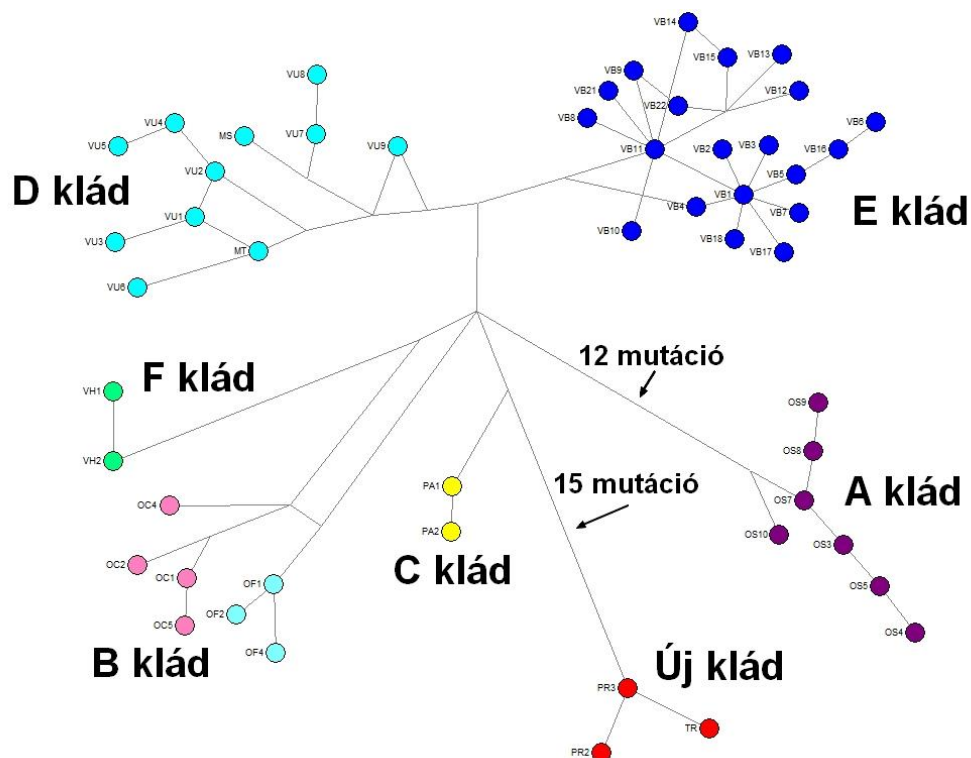 VB14
VB15
VB13
VB9
VU8
VB21
VB12
VB22
VB8
VU4
VB6
VU7
MS
VU5
VU9
VB11
VB2
VB3
VB16
VU2
VB5
D klád
VB1
VU1
VB4
VB7
E klád
VU3
VB10
VB18
MT
VB17
VU6
12 mutáció
F klád
VH1
OS9
OS8
VH2
PA1
15 mutáció
A klád
OC4
OS7
PA2
OS10
OS3
C klád
OC2
OC1
OF1
OS5
OF2
OC5
OS4
B klád
OF4
Új klád
PR3
TR
PR2